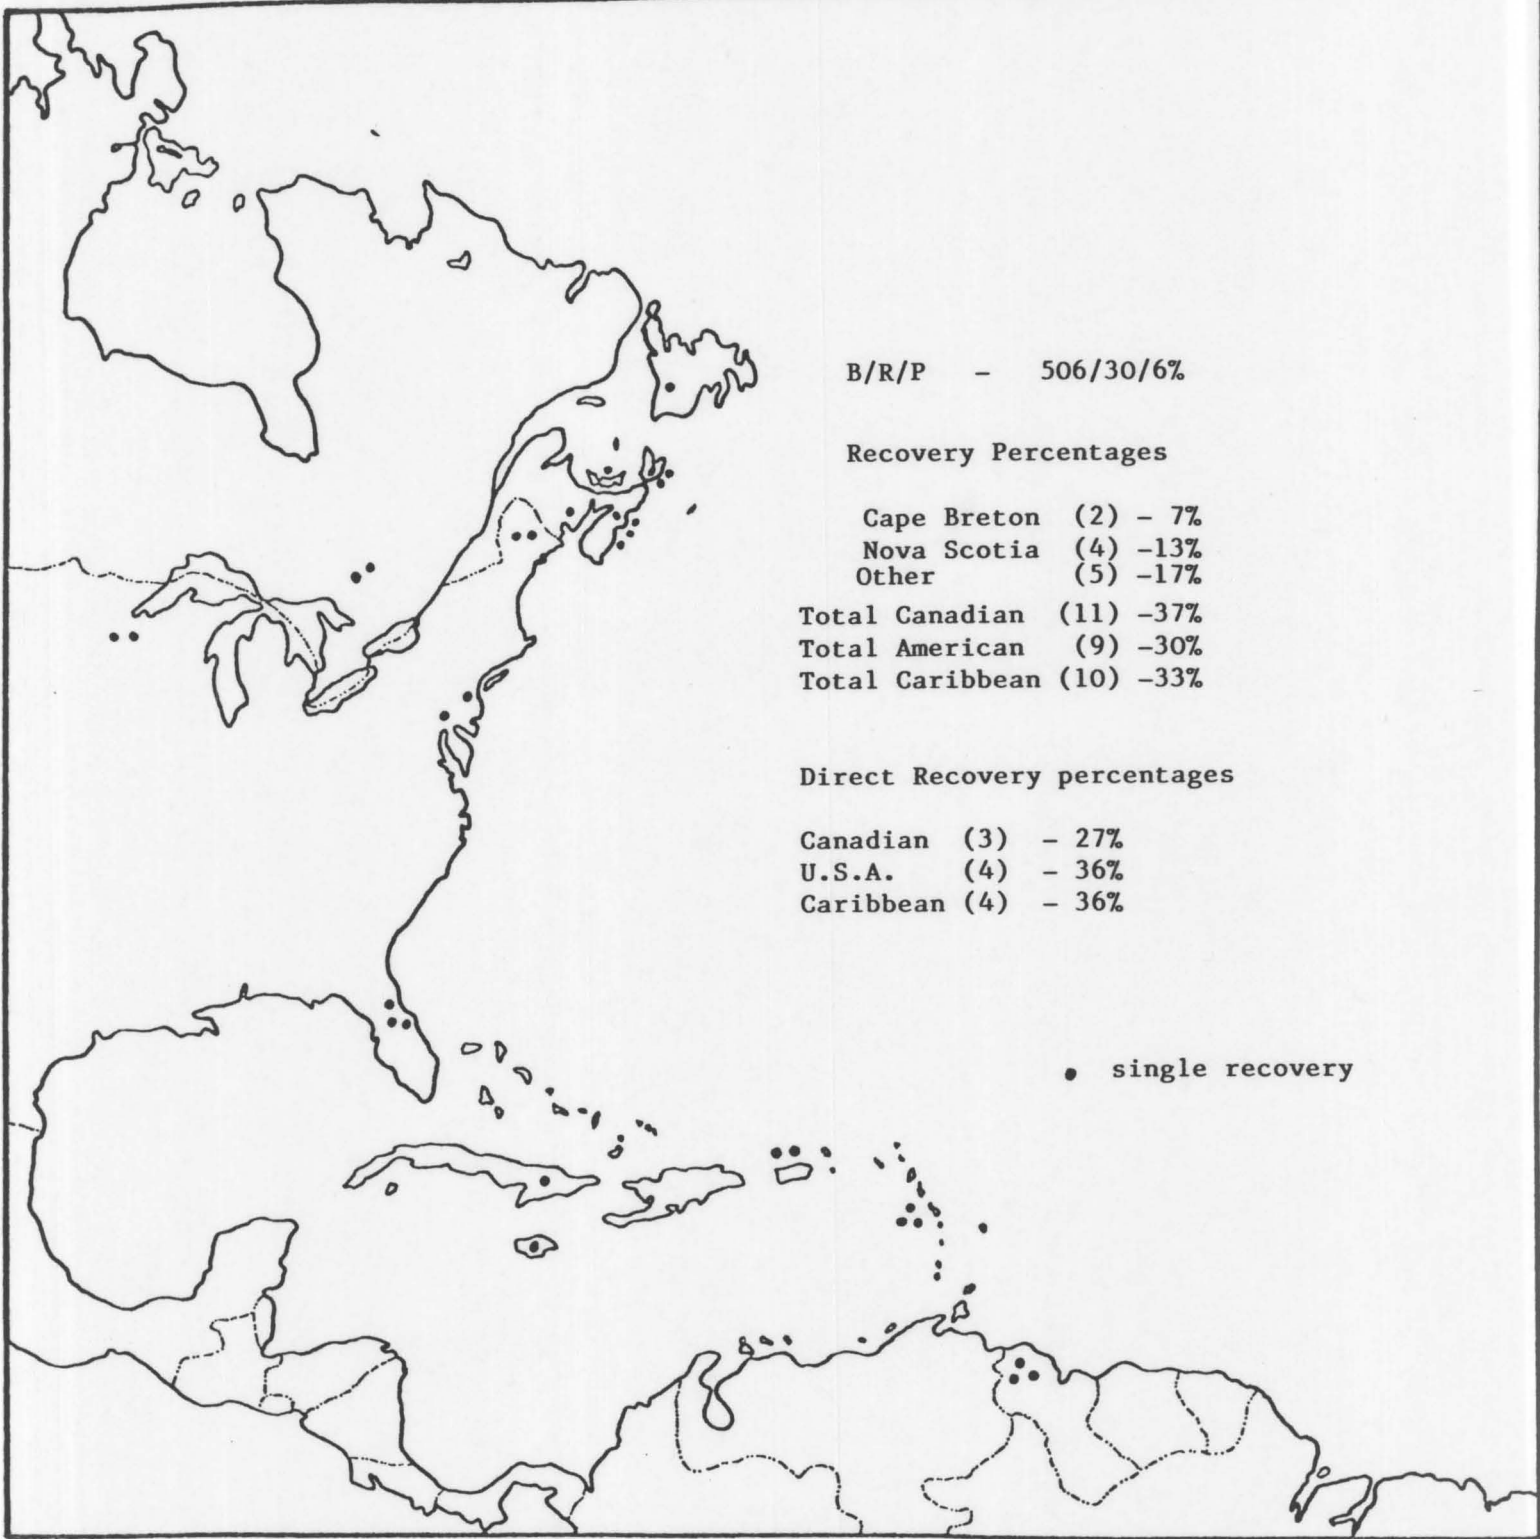 B/R/P - 506/30/6%
Recovery Percentages
Cape Breton (2) - 7%
Nova Scotia (4) -13%
Other (5) -17%
Total Canadian (11) -37%
Total American (9) -30%
Total Caribbean (10) -33%
Direct Recovery percentages
Canadian (3) - 27%
U.S.A. (4) - 36%
Caribbean (4) - 36%
single recovery